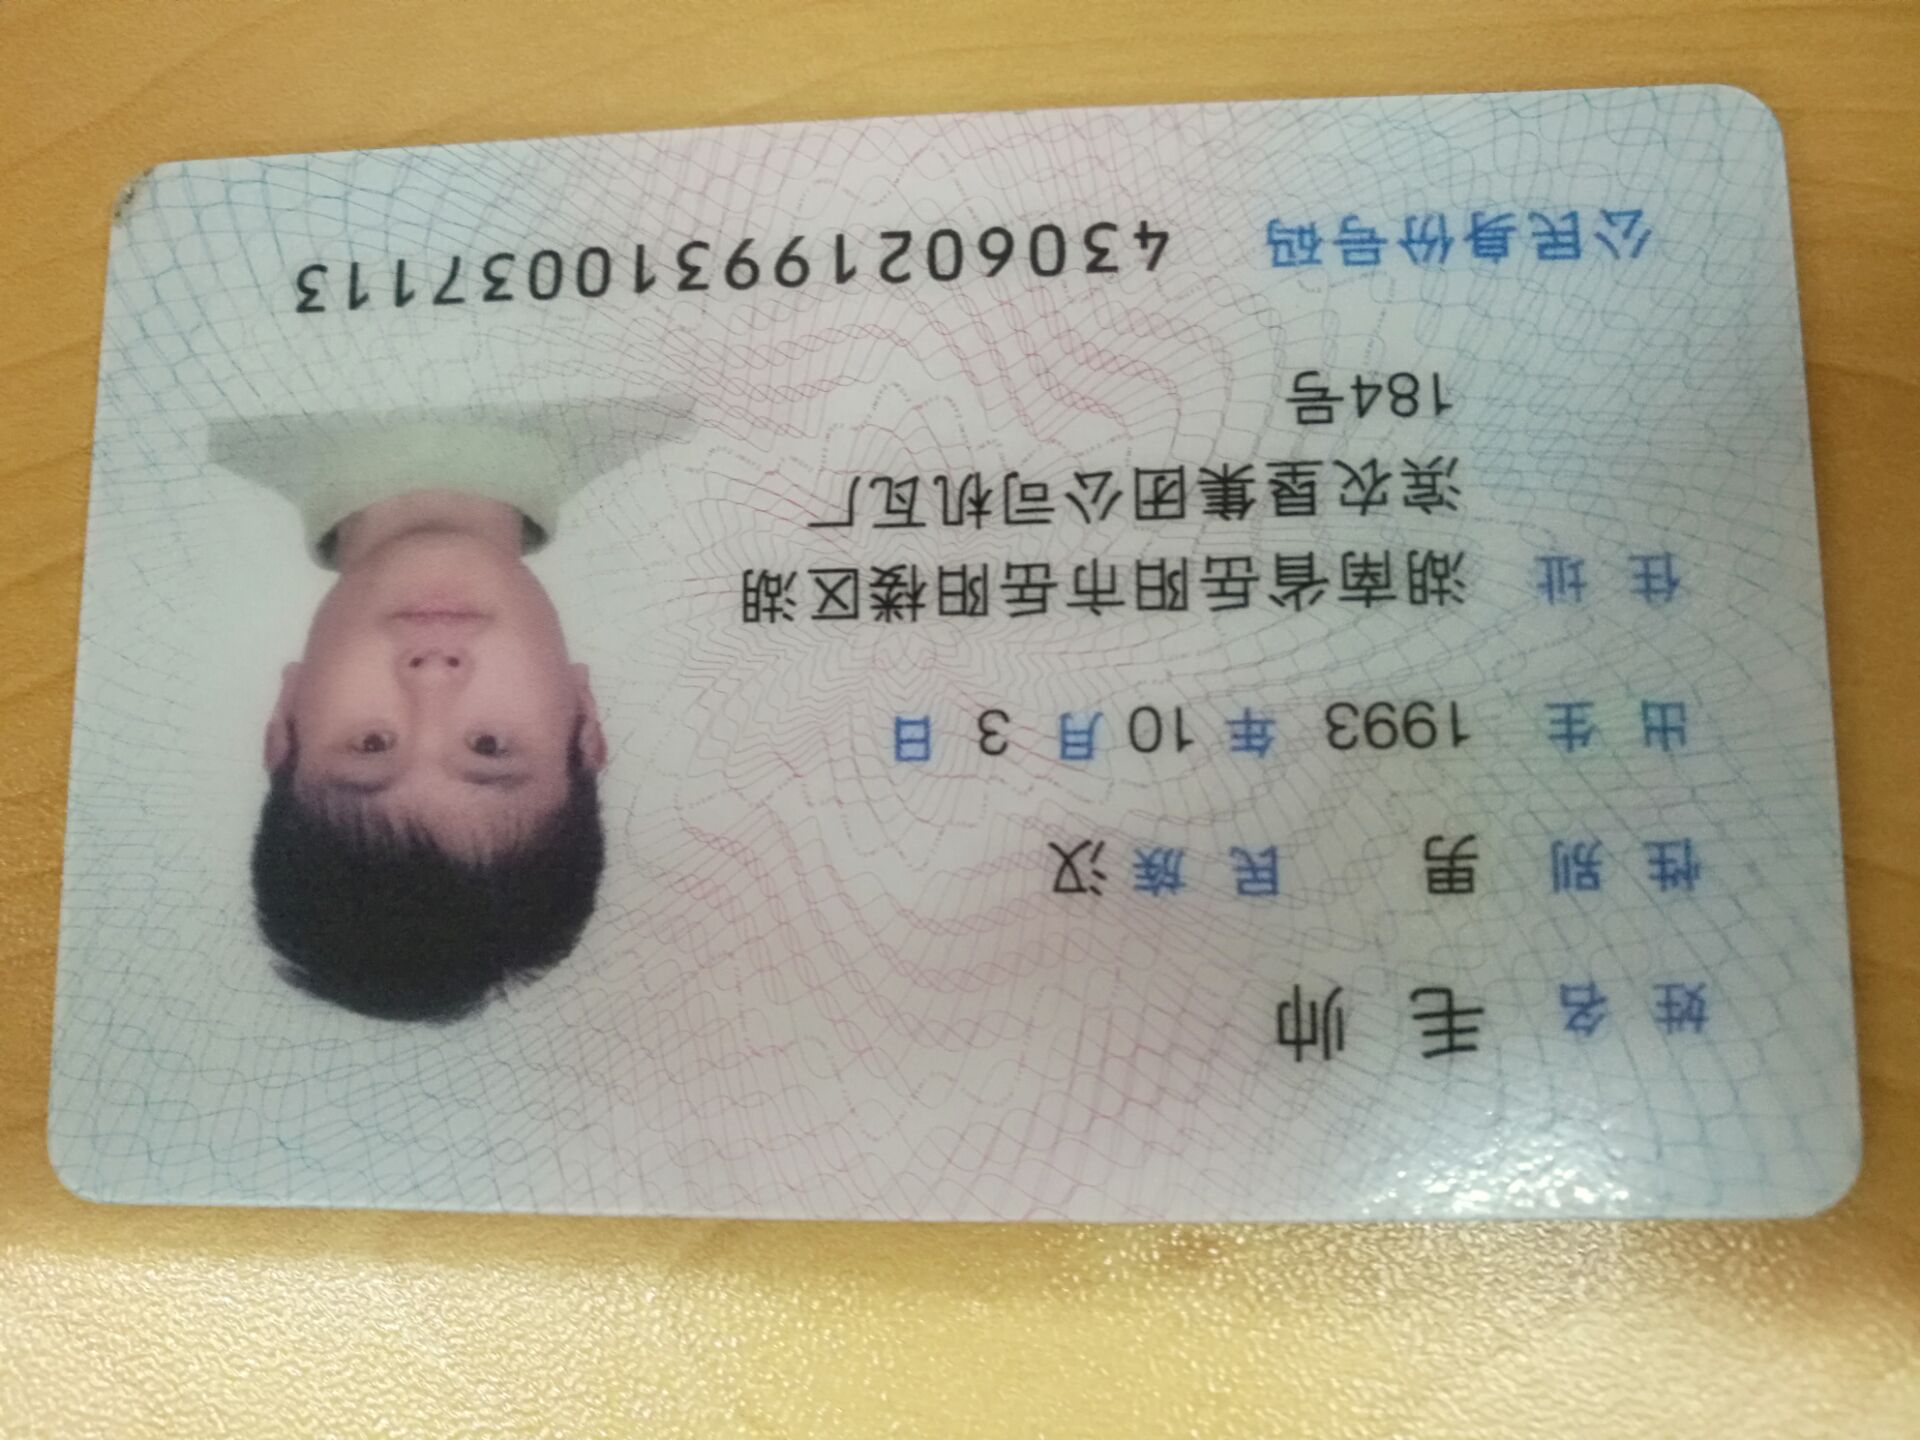 姓名 毛帅
性别 男 民族 汉
出生 1993 年 10 月 3 日
住址 湖南省岳阳市岳阳楼区湖
滨农垦集团公司机瓦厂
184号
公民身份号码 430602199310037113